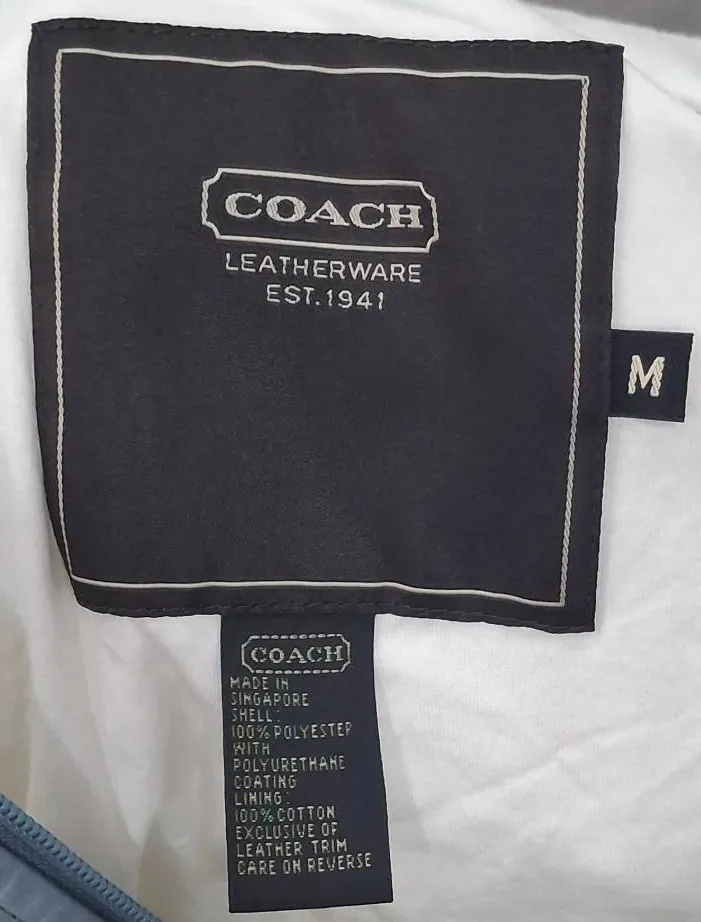 COACH
LEATHERWARE
EST.1941
M
COACH
MADE IN
SINGAPORE
SHELL:
100% POLYESTER
WITH
POLYURETHANE
COATING
LINING:
100% COTTON
EXCLUSIVE OF
LEATHER TRIM
CARE ON REVERSE